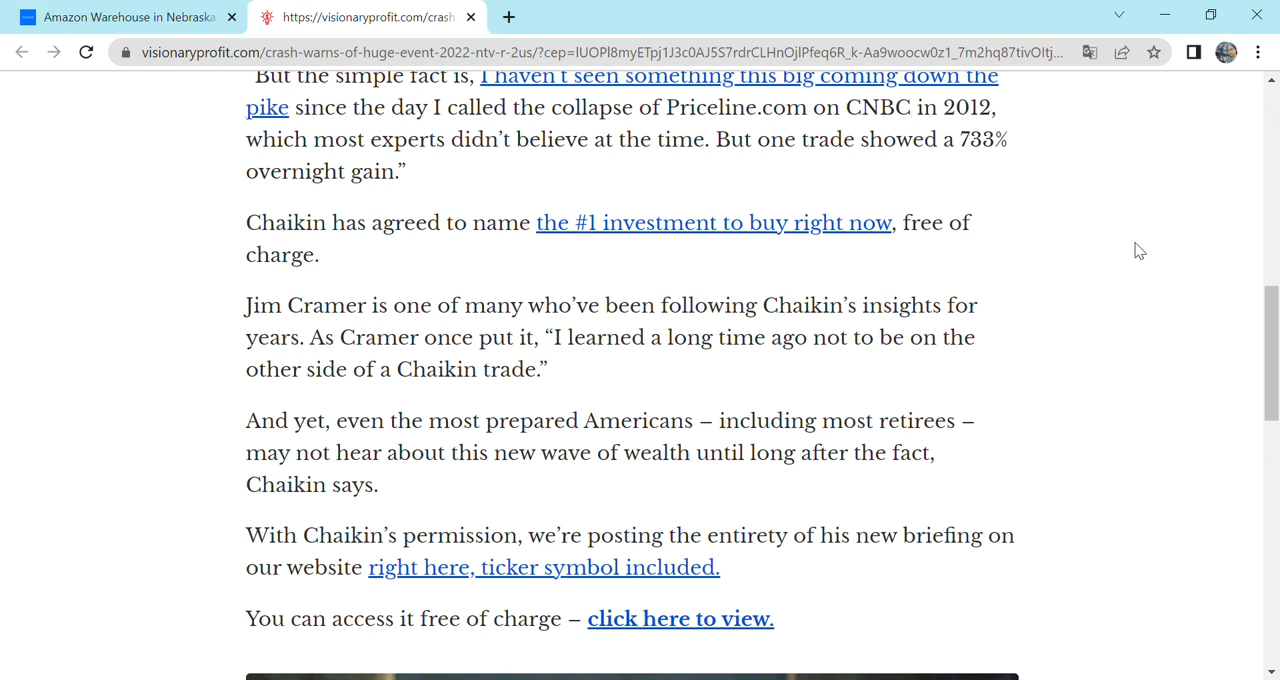 Amazon Warehouse in Nebraska
https://visionaryprofit.com/crash
visionaryprofit.com/crash-warns-of-huge-event-2022-ntv-r-2us/?cep=
"But the simple fact is, I haven't seen something this big coming down the
pike since the day I called the collapse of Priceline.com on CNBC in 2012,
which most experts didn't believe at the time. But one trade showed a 733%
overnight gain."
Chaikin has agreed to name the #1 investment to buy right now, free of
charge.
Jim Cramer is one of many who've been following Chaikin's insights for
years. As Cramer once put it, "I learned a long time ago not to be on the
other side of a Chaikin trade."
And yet, even the most prepared Americans – including most retirees –
may not hear about this new wave of wealth until long after the fact,
Chaikin says.
With Chaikin's permission, we're posting the entirety of his new briefing on
our website right here, ticker symbol included.
You can access it free of charge – click here to view.